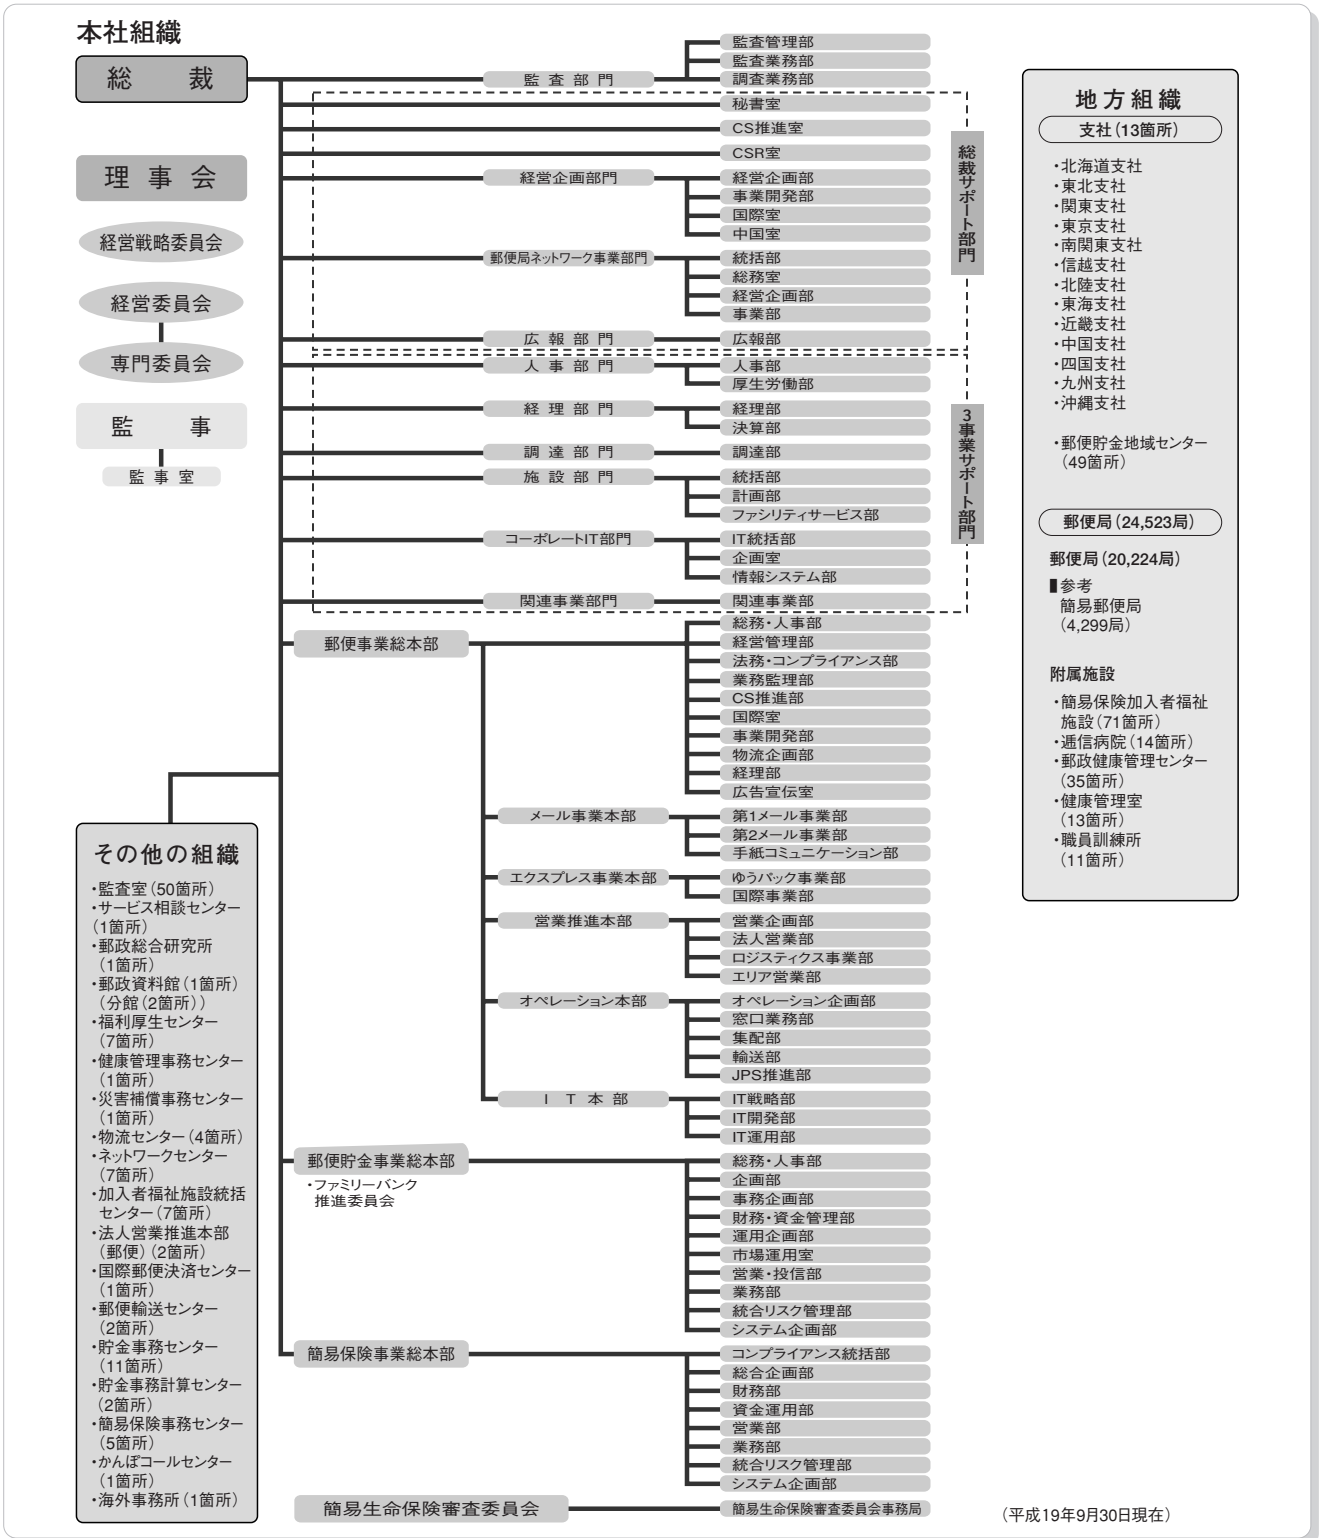 本社組織
総裁
理事会
経営戦略委員会
経営委員会
専門委員会
監事
監事室
監査部門
監査管理部
監査業務部
調査業務部
秘書室
CS推進室
CSR室
経営企画部門
経営企画部
事業開発部
国際室
中国室
郵便局ネットワーク事業部門
統括部
総務室
経営企画部
事業部
広報部門
広報部
総裁サポート部門
人事部門
人事部
厚生労働部
経理部門
経理部
決算部
調達部門
調達部
施設部門
統括部
計画部
ファシリティサービス部
コーポレートIT部門
IT統括部
企画室
情報システム部
関連事業部門
関連事業部
3事業サポート部門
郵便事業総本部
総務・人事部
経営管理部
法務・コンプライアンス部
業務監理部
CS推進部
国際室
事業開発部
物流企画部
経理部
広告宣伝室
メール事業本部
第1メール事業部
第2メール事業部
手紙コミュニケーション部
エクスプレス事業本部
ゆうパック事業部
国際事業部
営業推進本部
営業企画部
法人営業部
ロジスティクス事業部
エリア営業部
オペレーション本部
オペレーション企画部
窓口業務部
集配部
輸送部
JPS推進部
IT本部
IT戦略部
IT開発部
IT運用部
郵便貯金事業総本部
・ファミリーバンク
推進委員会
総務・人事部
企画部
事務企画部
財務・資金管理部
運用企画部
市場運用室
営業・投信部
業務部
統合リスク管理部
システム企画部
簡易保険事業総本部
コンプライアンス統括部
総合企画部
財務部
資金運用部
営業部
業務部
統合リスク管理部
システム企画部
簡易生命保険審査委員会
簡易生命保険審査委員会事務局
その他の組織
・監査室(50箇所)
・サービス相談センター
(1箇所)
・郵政総合研究所
(1箇所)
・郵政資料館(1箇所)
(分館(2箇所))
・福利厚生センター
(7箇所)
・健康管理事務センター
(1箇所)
・災害補償事務センター
(1箇所)
・物流センター(4箇所)
・ネットワークセンター
(7箇所)
・加入者福祉施設統括
センター(7箇所)
・法人営業推進本部
(郵便)(2箇所)
・国際郵便決済センター
(1箇所)
・郵便輸送センター
(2箇所)
・貯金事務センター
(11箇所)
・貯金事務計算センター
(2箇所)
・簡易保険事務センター
(5箇所)
・かんぽコールセンター
(1箇所)
・海外事務所(1箇所)
地方組織
支社(13箇所)
・北海道支社
・東北支社
・関東支社
・東京支社
・南関東支社
・信越支社
・北陸支社
・東海支社
・近畿支社
・中国支社
・四国支社
・九州支社
・沖縄支社
・郵便貯金地域センター
(49箇所)
郵便局(24,523局)
郵便局(20,224局)
▮参考
簡易郵便局
(4,299局)
附属施設
・簡易保険加入者福祉
施設(71箇所)
・逓信病院(14箇所)
・郵政健康管理センター
(35箇所)
・健康管理室
(13箇所)
・職員訓練所
(11箇所)
(平成19年9月30日現在)